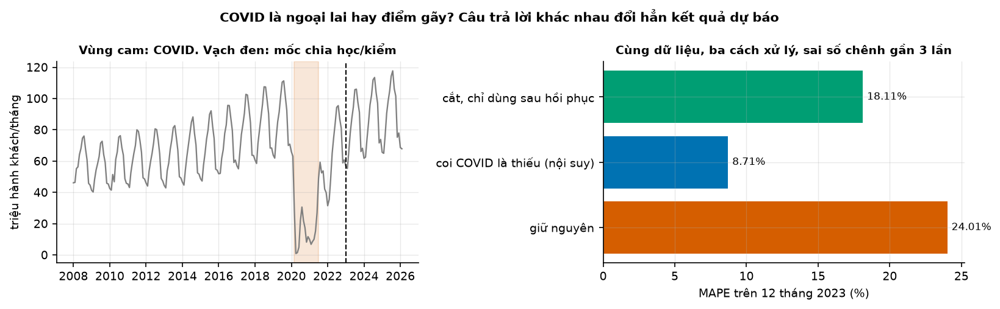 COVID là ngoại lai hay điểm gãy? Câu trả lời khác nhau đổi hẳn kết quả dự báo
Vùng cam: COVID. Vạch đen: mốc chia học/kiểm
triệu hành khách/tháng
120
100
80
60
40
20
0
2008 2010 2012 2014 2016 2018 2020 2022 2024 2026
Cùng dữ liệu, ba cách xử lý, sai số chênh gần 3 lần
cắt, chỉ dùng sau hồi phục
18.11%
coi COVID là thiếu (nội suy)
8.71%
giữ nguyên
24.01%
0 5 10 15 20 25
MAPE trên 12 tháng 2023 (%)